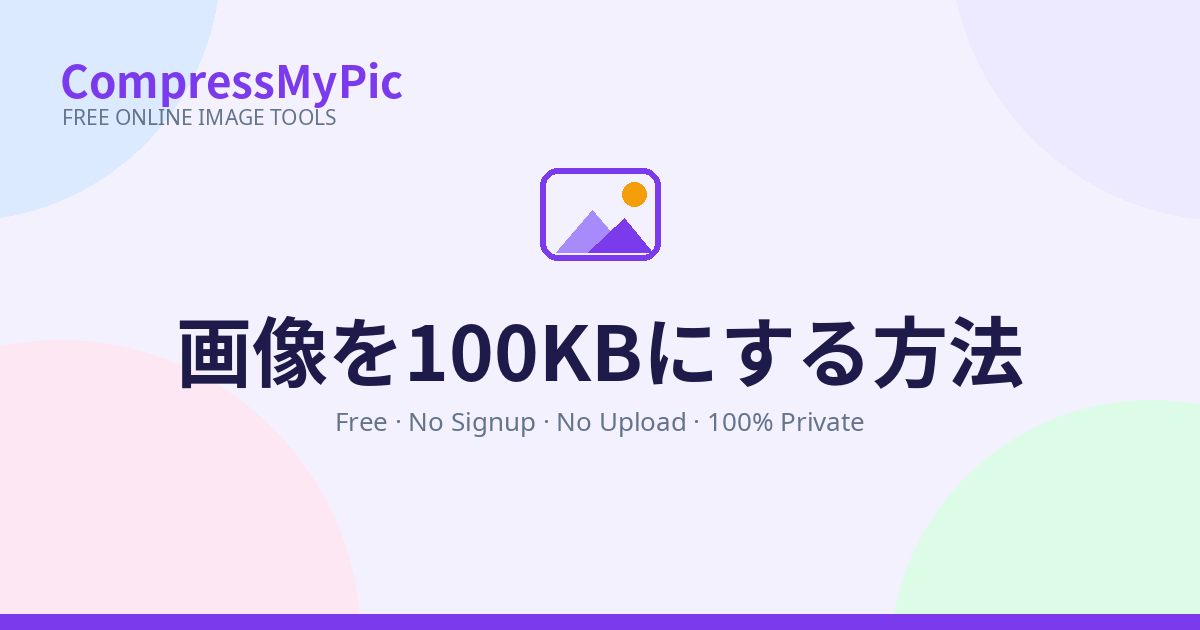 CompressMyPic
FREE ONLINE IMAGE TOOLS
画像を100KBにする方法
Free · No Signup · No Upload · 100% Private